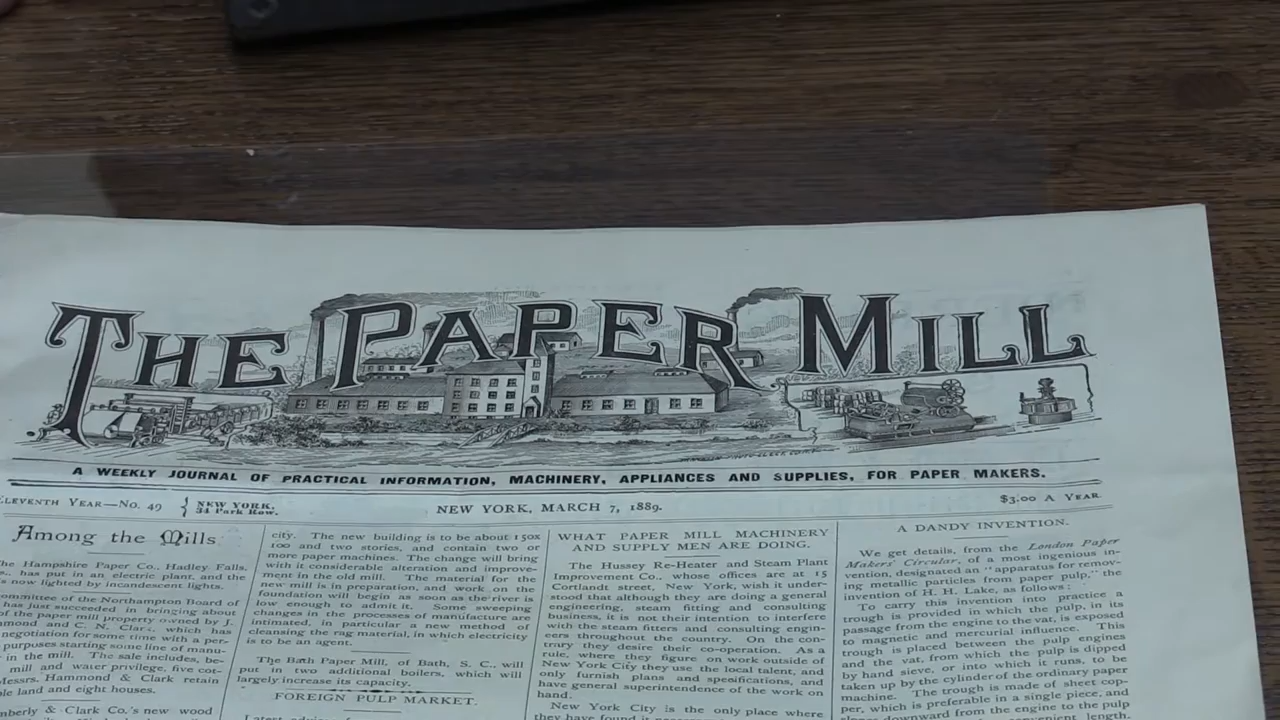 THE PAPER MILL
A WEEKLY JOURNAL OF PRACTICAL INFORMATION, MACHINERY, APPLIANCES AND SUPPLIES, FOR PAPER MAKERS.
ELEVENTH YEAR—No. 49
NEW YORK.
34 Park Row.
NEW YORK, MARCH 7, 1889.
$3.00 A YEAR
Among the Mills
The Hampshire Paper Co., Hadley Falls,
has put in an electric plant, and the
now lighted by incandescent lights.
ommittee of the Northampton Board of
has just succeeded in bringing about
of the paper mill property owned by J.
mond and C. N. Clark, which has
negotiation for some time with a per-
purposes starting some line of manu-
in the mill. The sale includes, be-
mill and water privilege, five cot-
Messrs. Hammond & Clark retain
le land and eight houses.
mberly & Clark Co.'s new wood
city. The new building is to be about 150x
100 and two stories, and contain two or
more paper machines. The change will bring
with it considerable alteration and improve-
ment in the old mill. The material for the
new mill is in preparation, and work on the
foundation will begin as soon as the river is
low enough to admit it. Some sweeping
changes in the processes of manufacture are
intimated, in particular a new method of
cleansing the rag material, in which electricity
is to be an agent.
The Bath Paper Mill, of Bath, S. C., will
put in two additional boilers, which will
largely increase its capacity.
FOREIGN PULP MARKET.
WHAT PAPER MILL MACHINERY
AND SUPPLY MEN ARE DOING.
The Hussey Re-Heater and Steam Plant
Improvement Co., whose offices are at 15
Cortlandt street, New York, wish it under-
stood that although they are doing a general
engineering, steam fitting and consulting
business, it is not their intention to interfere
with the steam fitters and consulting engin-
eers throughout the country. On the con-
trary they desire their co-operation. As a
rule, where they figure on work outside of
New York City they use the local talent, and
only furnish plans and spesifications, and
have general superintendence of the work on
hand.
New York City is the only place where
A DANDY INVENTION.
We get details, from the London Paper
Makers' Circular, of a most ingenious in-
vention, designated an "apparatus for remov-
ing metallic particles from paper pulp," the
invention of H. H. Lake, as follows:
To carry this invention into practice a
trough is provided in which the pulp, in its
passage from the engine to the vat, is exposed
to magnetic and mercurial influence. This
trough is placed between the pulp engines
and the vat, from which the pulp is dipped
by hand sieve, or into which it runs, to be
taken up by the cylinder of the ordinary paper
machine. The trough is made of sheet cop-
per, which is preferable in a single piece, and
slopes downward from the engine to the pulp